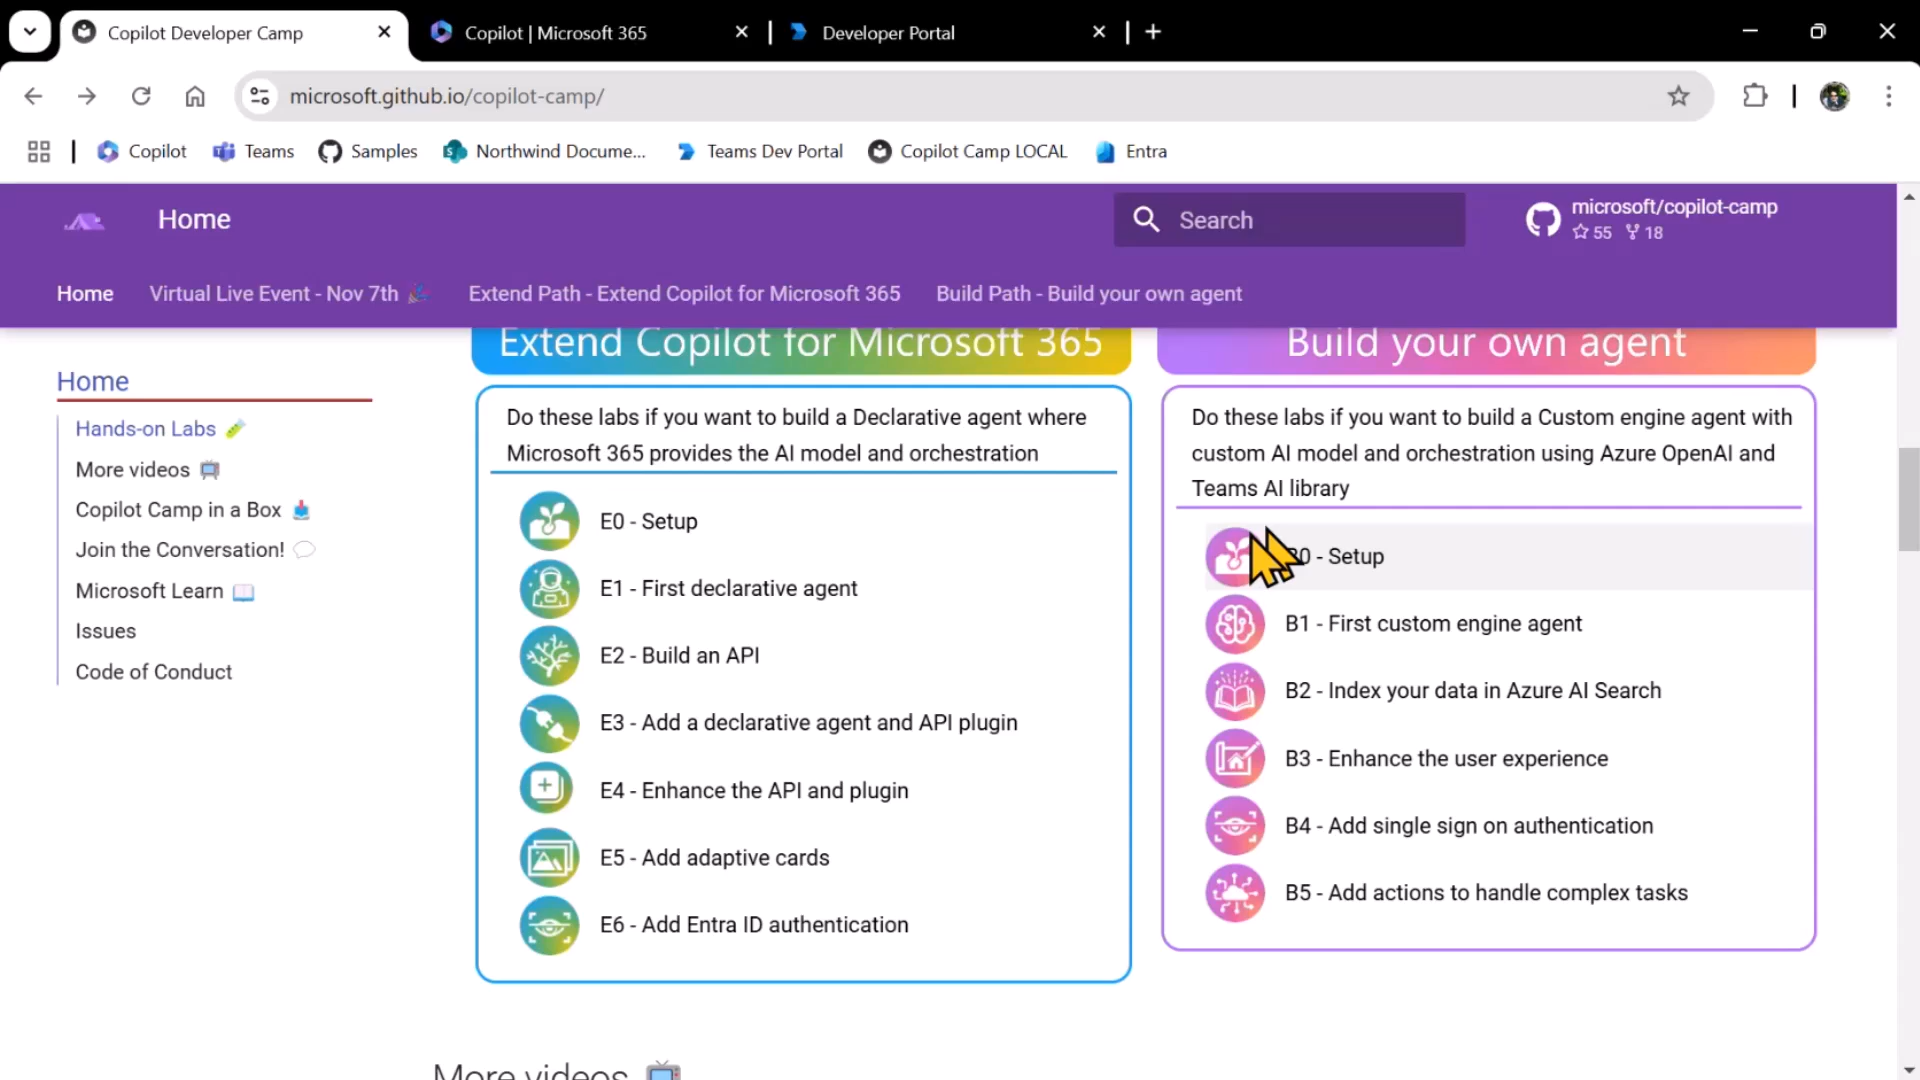 Copilot Developer Camp
Copilot | Microsoft 365
Developer Portal
microsoft.github.io/copilot-camp/
Copilot
Teams
Samples
Northwind Docume...
Teams Dev Portal
Copilot Camp LOCAL
Entra
Home
Search
microsoft/copilot-camp
55 18
Home
Virtual Live Event - Nov 7th
Extend Path - Extend Copilot for Microsoft 365
Build Path - Build your own agent
Home
Hands-on Labs
More videos
Copilot Camp in a Box
Join the Conversation!
Microsoft Learn
Issues
Code of Conduct
Extend Copilot for Microsoft 365
Do these labs if you want to build a Declarative agent where
Microsoft 365 provides the AI model and orchestration
E0 - Setup
E1 - First declarative agent
E2 - Build an API
E3 - Add a declarative agent and API plugin
E4 - Enhance the API and plugin
E5 - Add adaptive cards
E6 - Add Entra ID authentication
Build your own agent
Do these labs if you want to build a Custom engine agent with
custom AI model and orchestration using Azure OpenAI and
Teams AI library
B0 - Setup
B1 - First custom engine agent
B2 - Index your data in Azure AI Search
B3 - Enhance the user experience
B4 - Add single sign on authentication
B5 - Add actions to handle complex tasks
More videos